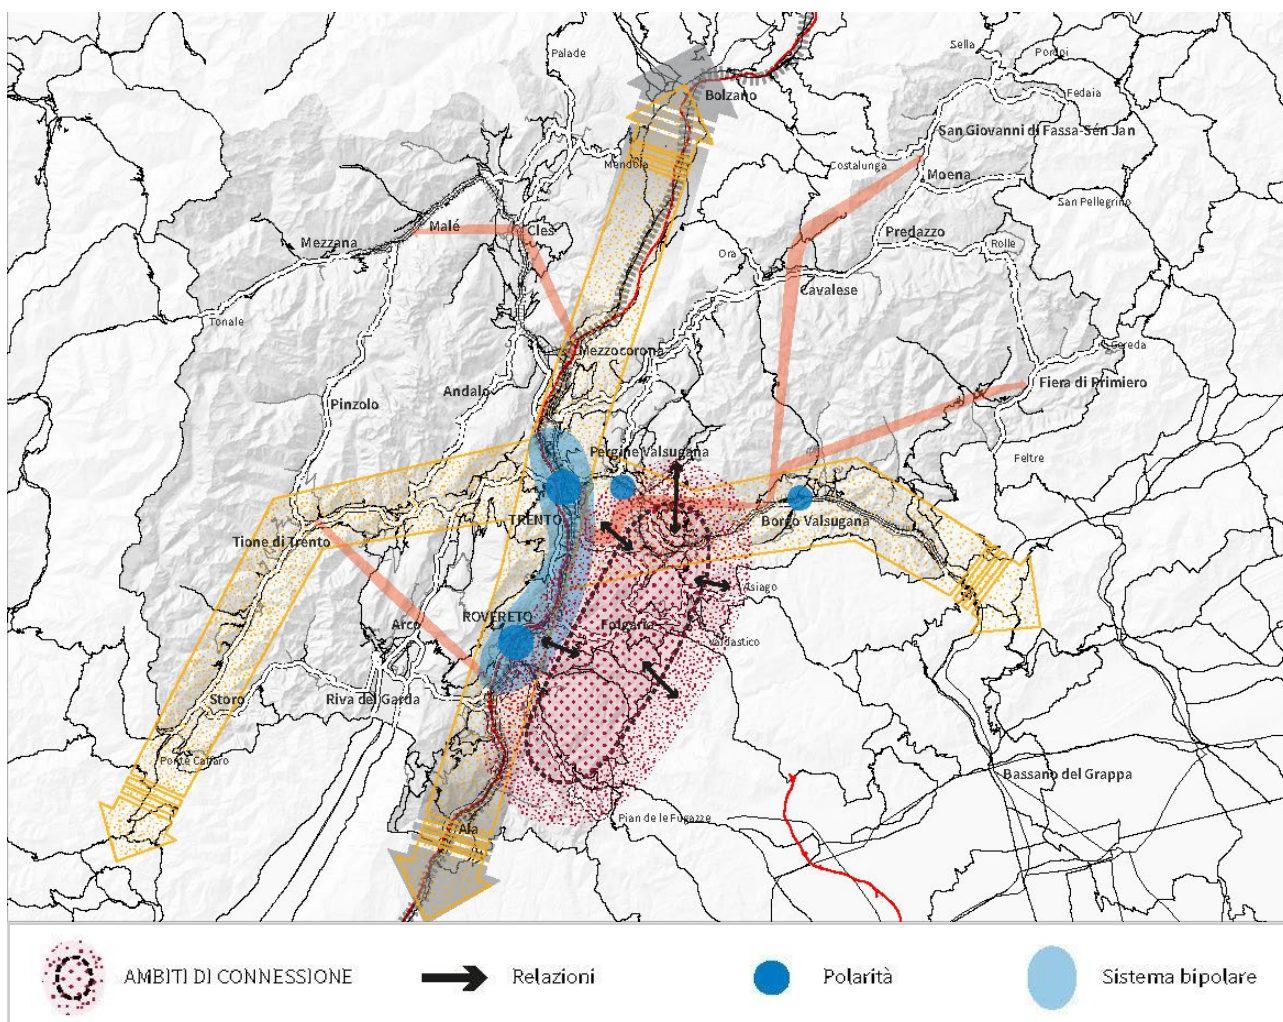 Sella
Pordoi
Palade
Fedaia
Bolzano
San Giovanni di Fassa-Sén Jan
Mendola
Costalunga
Moena
San Pellegrino
Malé
Cles
Mezzana
Predazzo
Rolle
Ora
Cavalese
Tonale
Mezzocorona
Cereda
Fiera di Primiero
Andalo
Pinzolo
Pergine Valsugana
Feltre
TRENTO
Borgo Valsugana
Tione di Trento
Asiago
ROVERETO
Arco
Folgaria
Valdastico
Storo
Riva del Garda
Ponte Caffaro
Bassano del Grappa
Pian de le Fugazze
Ala
AMBITI DI CONNESSIONE
Relazioni
Polarità
Sistema bipolare